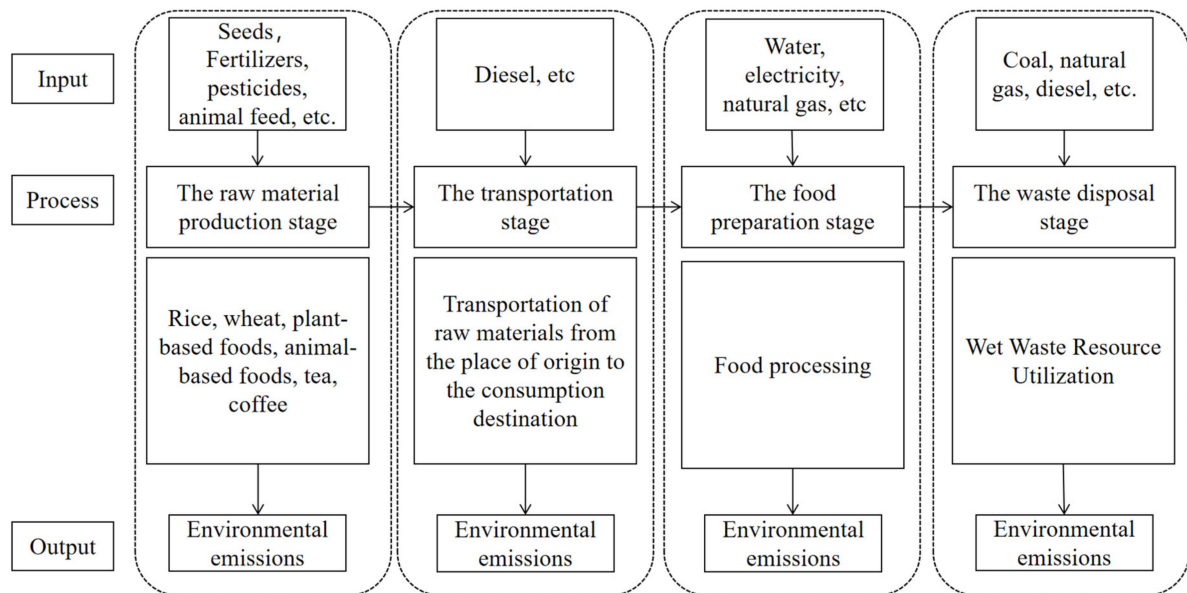 Input
Seeds,
Fertilizers,
pesticides,
animal feed, etc.
Diesel, etc
Water,
electricity,
natural gas, etc
Coal, natural
gas, diesel, etc.
Process
The raw material
production stage
The transportation
stage
The food
preparation stage
The waste disposal
stage
Rice, wheat, plant-
based foods, animal-
based foods, tea,
coffee
Transportation of
raw materials from
the place of origin to
the consumption
destination
Food processing
Wet Waste Resource
Utilization
Output
Environmental
emissions
Environmental
emissions
Environmental
emissions
Environmental
emissions